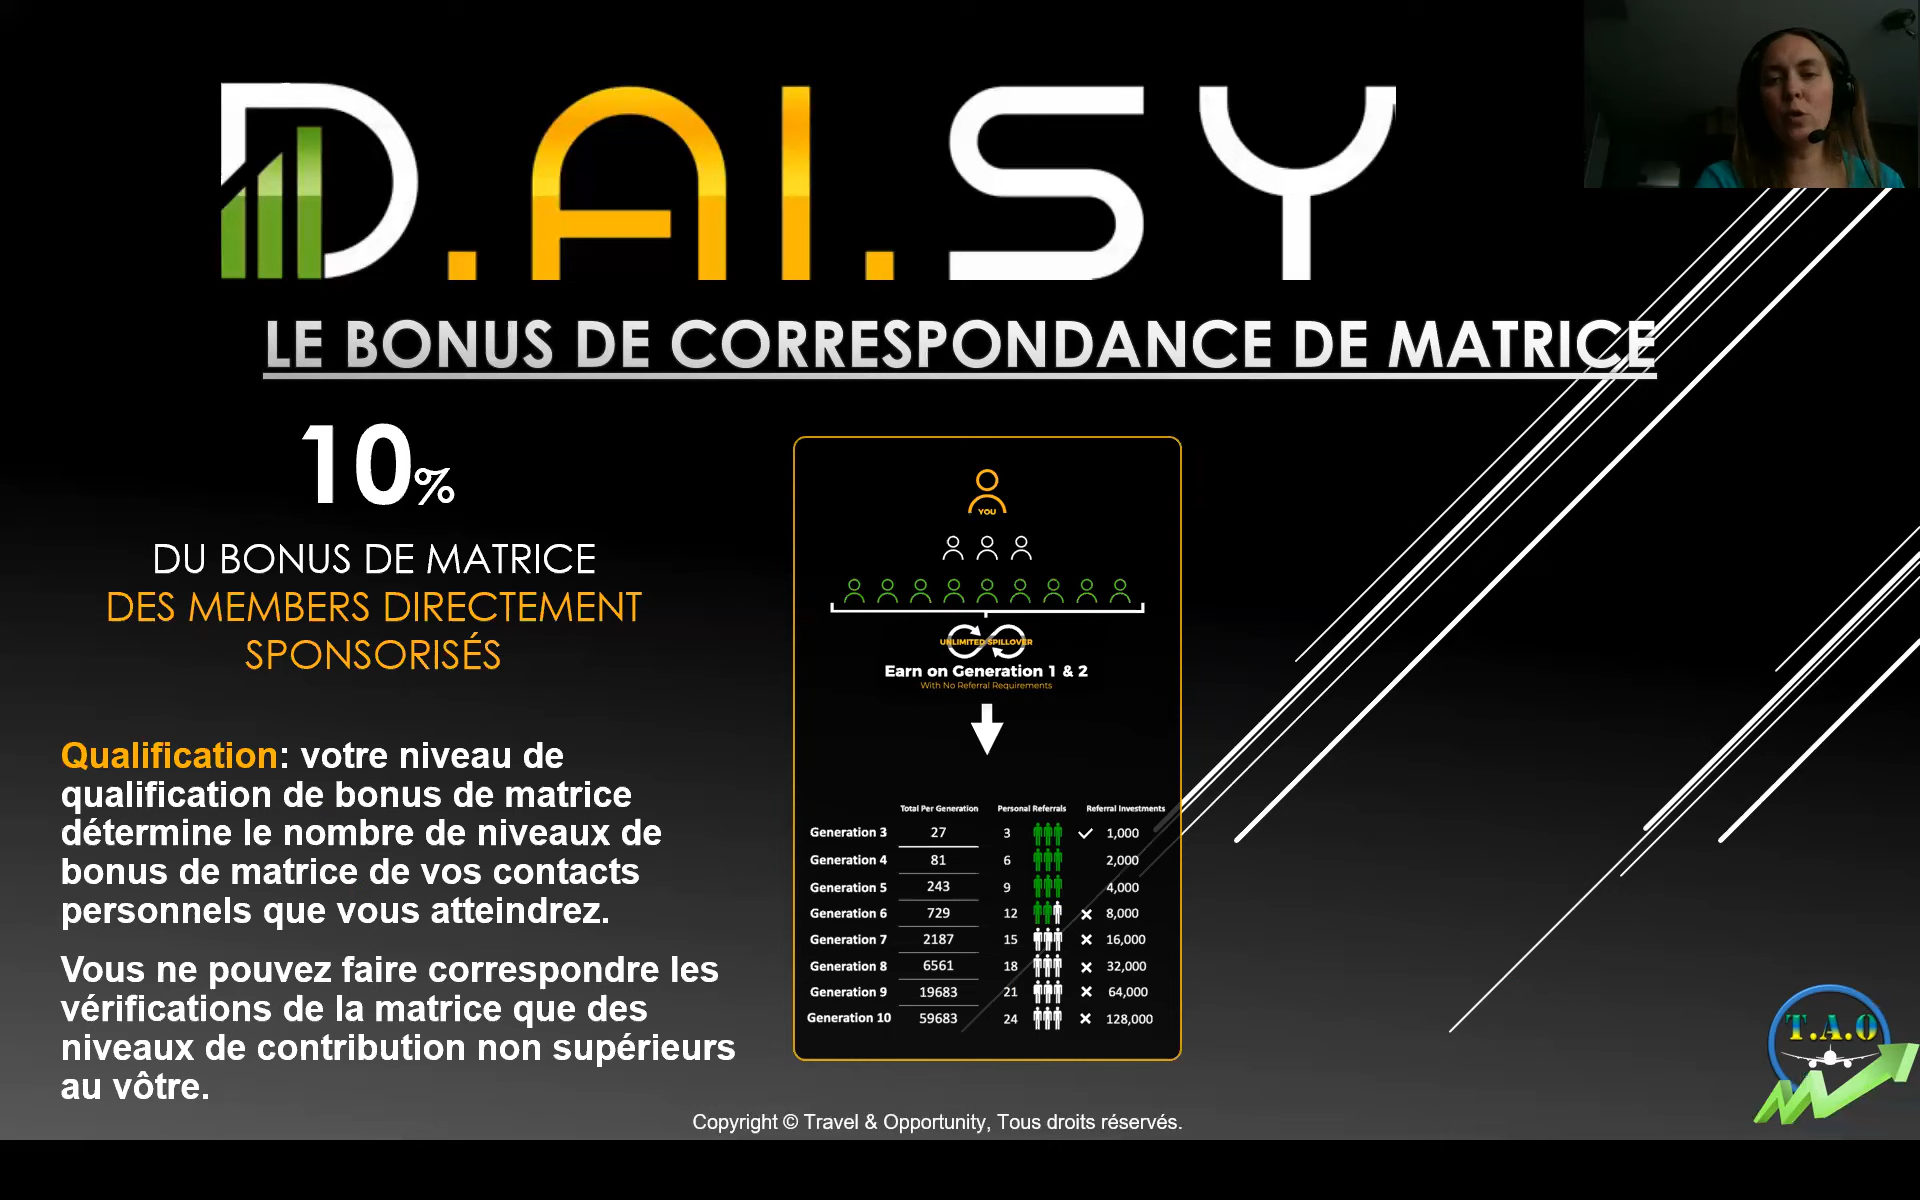 D.AI.SY
LE BONUS DE CORRESPONDANCE DE MATRICE
10%
DU BONUS DE MATRICE
DES MEMBERS DIRECTEMENT
SPONSORISÉS
Qualification: votre niveau de
qualification de bonus de matrice
détermine le nombre de niveaux de
bonus de matrice de vos contacts
personnels que vous atteindrez.
Vous ne pouvez faire correspondre les
vérifications de la matrice que des
niveaux de contribution non supérieurs
au vôtre.
YOU
UNLIMITED SPILLOVER
Earn on Generation 1 & 2
With No Referral Requirements
Total Per Generation Personal Referrals Referral Investments
Generation 3 27 3 1,000
Generation 4 81 6 2,000
Generation 5 243 9 4,000
Generation 6 729 12 8,000
Generation 7 2187 15 16,000
Generation 8 6561 18 32,000
Generation 9 19683 21 64,000
Generation 10 59683 24 128,000
T.A.O
Copyright © Travel & Opportunity, Tous droits réservés.